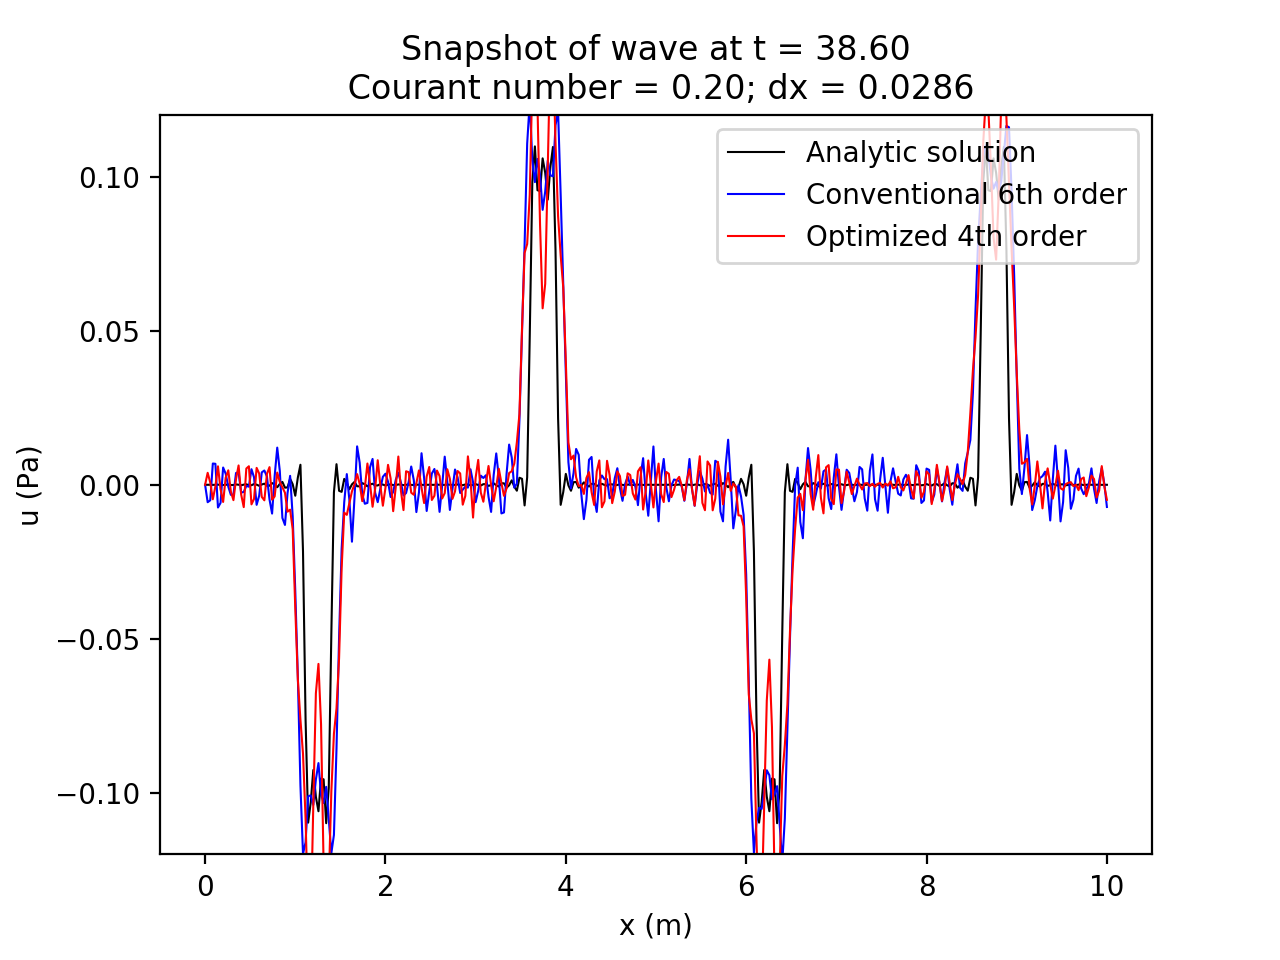 Snapshot of wave at t = 38.60
Courant number = 0.20; dx = 0.0286
Analytic solution
Conventional 6th order
Optimized 4th order
0.10
0.05
0.00
−0.05
−0.10
u (Pa)
0 2 4 6 8 10
x (m)